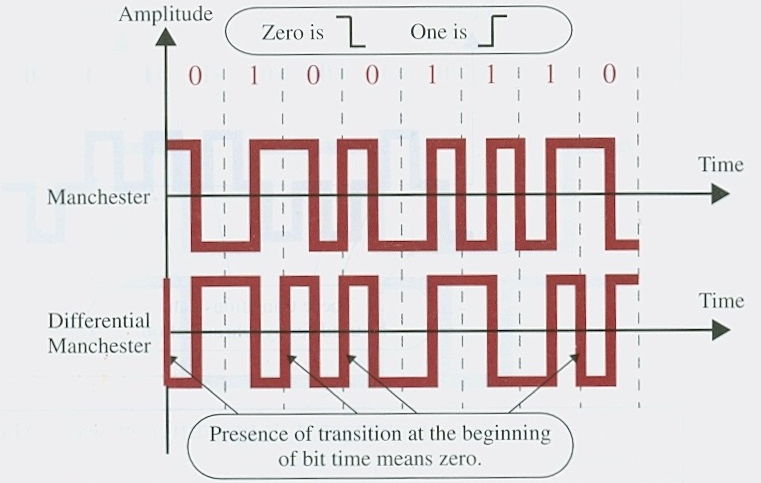 Amplitude
Zero is
One is
0 1 0 0 1 1 1 0
Time
Manchester
Time
Differential
Manchester
Presence of transition at the beginning
of bit time means zero.